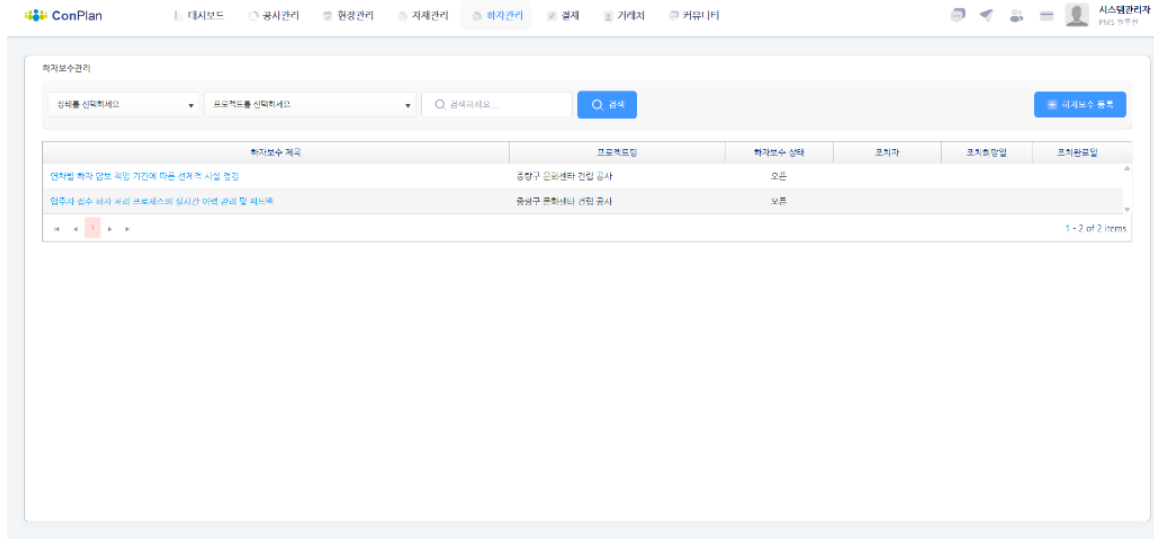 ConPlan 대시보드 공사관리 현장관리 자재관리 하자관리 결재 거래처 커뮤니티 시스템관리자
PMS 솔루션
하자보수관리
상태를 선택하세요 프로젝트를 선택하세요 검색하세요... 검색 하자보수 등록
하자보수 제목 프로젝트명 하자보수 상태 조치자 조치희망일 조치완료일
연차별 하자 담보 책임 기간에 따른 선제적 시설 점검 중랑구 문화센타 건립 공사 오픈
입주자 접수 하자 처리 프로세스의 실시간 이력 관리 및 피드백 중랑구 문화센타 건립 공사 오픈
1 1 - 2 of 2 items